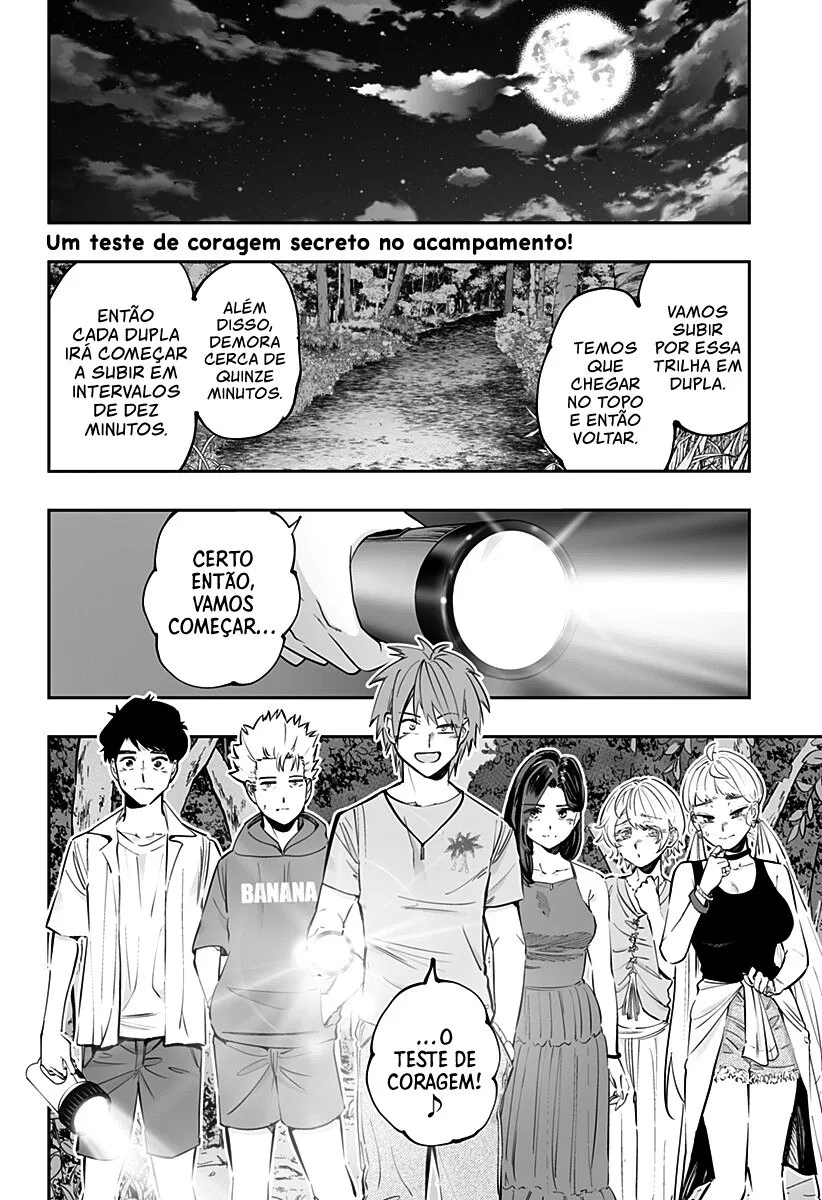 Um teste de coragem secreto no acampamento!
VAMOS
SUBIR
POR ESSA
TRILHA EM
DUPLA.
TEMOS
QUE
CHEGAR
NO TOPO
E ENTÃO
VOLTAR.
ALÉM
DISSO,
DEMORA
CERCA DE
QUINZE
MINUTOS.
ENTÃO
CADA DUPLA
IRÁ COMEÇAR
A SUBIR EM
INTERVALOS
DE DEZ
MINUTOS.
CERTO
ENTÃO,
VAMOS
COMEÇAR...
BANANA
...O
TESTE DE
CORAGEM!
♪